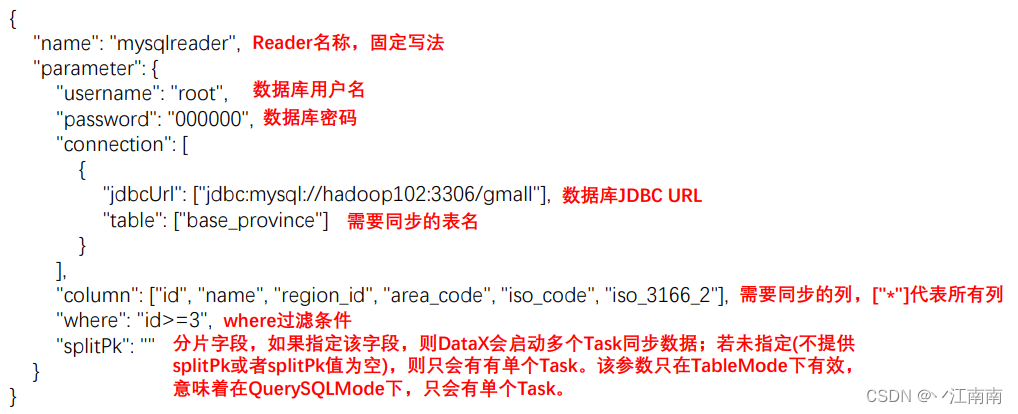 {
"name": "mysqlreader", Reader名称，固定写法
"parameter": {
"username": "root", 数据库用户名
"password": "000000", 数据库密码
"connection": [
{
"jdbcUrl": ["jdbc:mysql://hadoop102:3306/gmall"], 数据库JDBC URL
"table": ["base_province"] 需要同步的表名
}
],
"column": ["id", "name", "region_id", "area_code", "iso_code", "iso_3166_2"], 需要同步的列，["*"]代表所有列
"where": "id>=3", where过滤条件
"splitPk": "" 分片字段，如果指定该字段，则DataX会启动多个Task同步数据；若未指定(不提供
splitPk或者splitPk值为空)，则只会有有单个Task。该参数只在TableMode下有效，
意味着在QuerySQLMode下，只会有单个Task。
}
}
CSDN @丷江南南